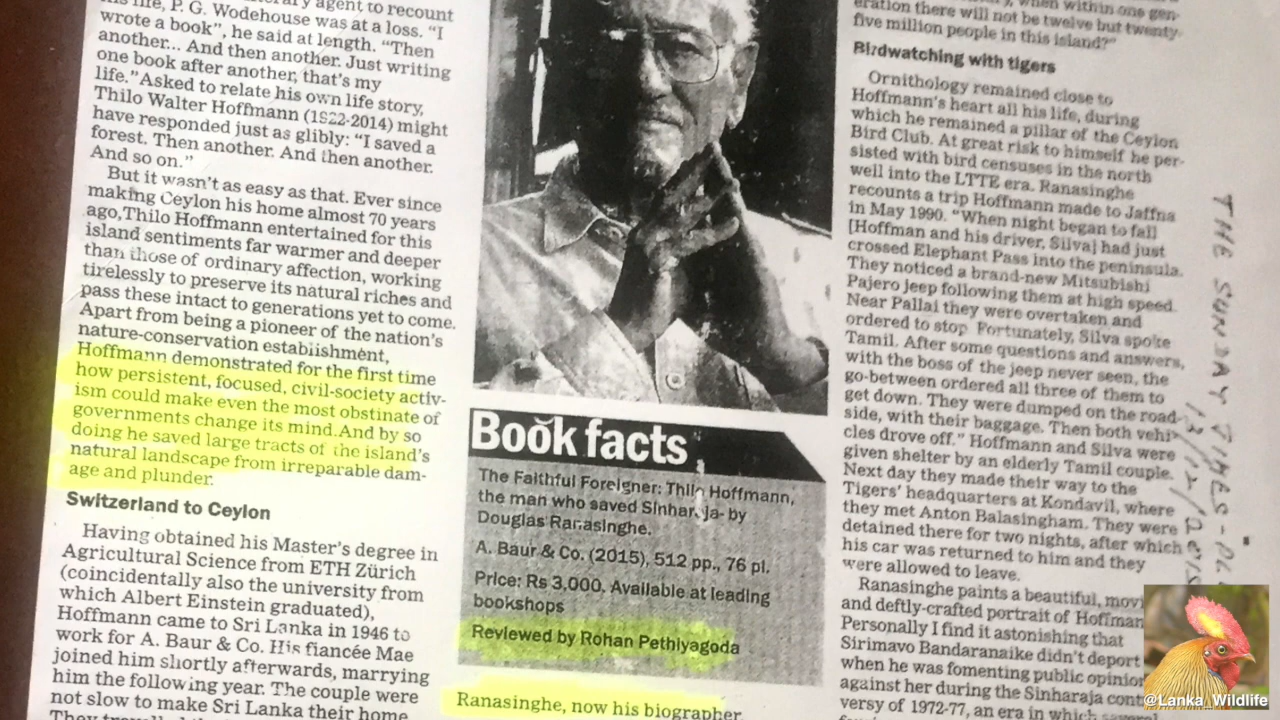 ary agent to recount
his life, P. G. Wodehouse was at a loss. "I
wrote a book", he said at length. "Then
another... And then another. Just writing
one book after another, that's my
life." Asked to relate his own life story,
Thilo Walter Hoffmann (1922-2014) might
have responded just as glibly: "I saved a
forest. Then another. And then another.
And so on."
But it wasn't as easy as that. Ever since
making Ceylon his home almost 70 years
ago,Thilo Hoffmann entertained for this
island sentiments far warmer and deeper
than those of ordinary affection, working
tirelessly to preserve its natural riches and
pass these intact to generations yet to come.
Apart from being a pioneer of the nation's
nature-conservation establishment,
Hoffmann demonstrated for the first time
how persistent, focused, civil-society activ-
ism could make even the most obstinate of
governments change its mind.And by so
doing he saved large tracts of the island's
natural landscape from irreparable dam-
age and plunder.
Switzerland to Ceylon
Having obtained his Master's degree in
Agricultural Science from ETH Zürich
(coincidentally also the university from
which Albert Einstein graduated),
Hoffmann came to Sri Lanka in 1946 to
work for A. Baur & Co. His fiancée Mae
joined him shortly afterwards, marrying
him the following year. The couple were
not slow to make Sri Lanka their home.
They travelled
Book facts
The Faithful Foreigner: Thilo Hoffmann,
the man who saved Sinharaja- by
Douglas Ranasinghe.
A. Baur & Co. (2015), 512 pp., 76 pl.
Price: Rs 3,000. Available at leading
bookshops
Reviewed by Rohan Pethiyagoda
Ranasinghe, now his biographer,
when within one gen-
eration there will not be twelve but twenty-
five million people in this island?"
Birdwatching with tigers
Ornithology remained close to
Hoffmann's heart all his life, during
which he remained a pillar of the Ceylon
Bird Club. At great risk to himself he per-
sisted with bird censuses in the north
well into the LTTE era. Ranasinghe
recounts a trip Hoffmann made to Jaffna
in May 1990. "When night began to fall
[Hoffman and his driver, Silva] had just
crossed Elephant Pass into the peninsula.
They noticed a brand-new Mitsubishi
Pajero jeep following them at high speed.
Near Pallai they were overtaken and
ordered to stop. Fortunately, Silva spoke
Tamil. After some questions and answers,
with the boss of the jeep never seen, the
go-between ordered all three of them to
get down. They were dumped on the road-
side, with their baggage. Then both vehi-
cles drove off." Hoffmann and Silva were
given shelter by an elderly Tamil couple.
Next day they made their way to the
Tigers' headquarters at Kondavil, where
they met Anton Balasingham. They were
detained there for two nights, after which
his car was returned to him and they
were allowed to leave.
Ranasinghe paints a beautiful, movi
and deftly-crafted portrait of Hoffman
Personally I find it astonishing that
Sirimavo Bandaranaike didn't deport
when he was fomenting public opinion
against her during the Sinharaja cont
versy of 1972-77, an era in which
THE SUNDAY TIMES - PL
13/12/2015
@Lanka_Wildlife